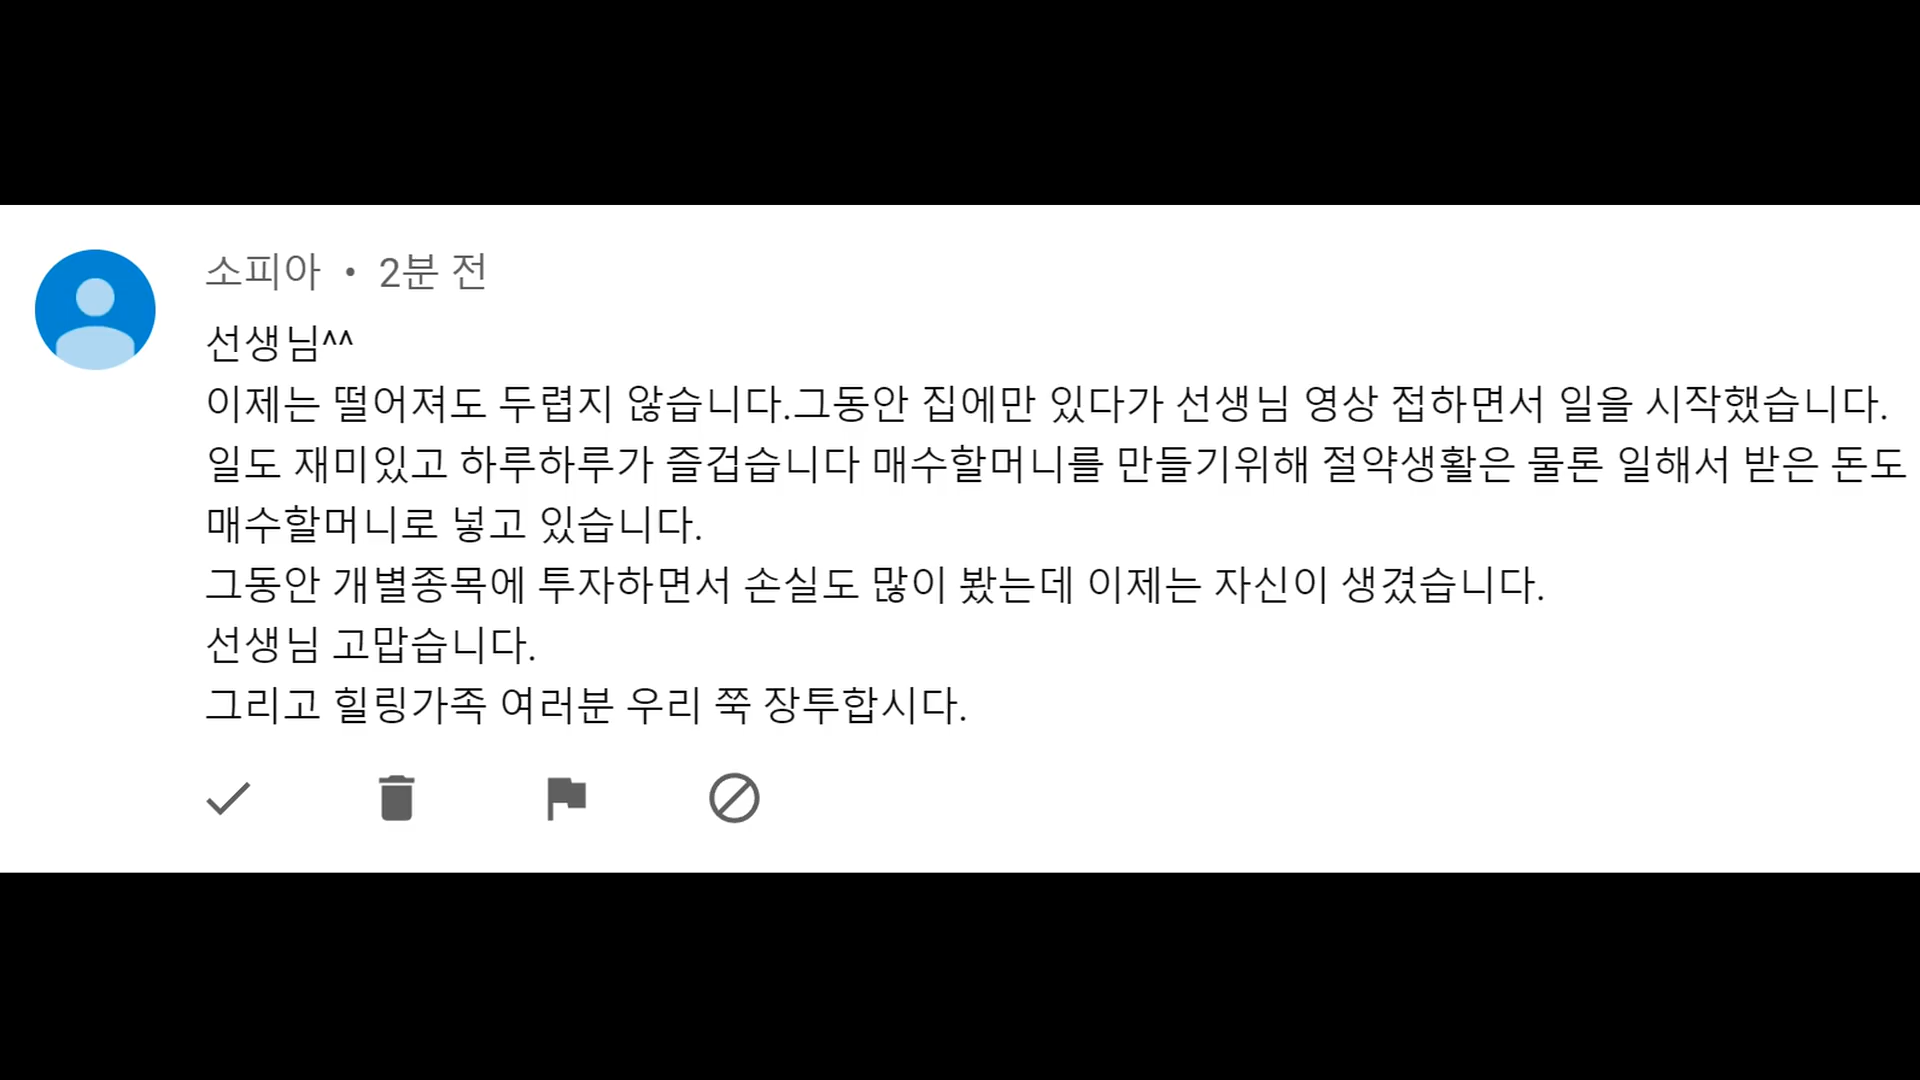 소피아 • 2분 전
선생님^^
이제는 떨어져도 두렵지 않습니다.그동안 집에만 있다가 선생님 영상 접하면서 일을 시작했습니다.
일도 재미있고 하루하루가 즐겁습니다 매수할머니를 만들기위해 절약생활은 물론 일해서 받은 돈도
매수할머니로 넣고 있습니다.
그동안 개별종목에 투자하면서 손실도 많이 봤는데 이제는 자신이 생겼습니다.
선생님 고맙습니다.
그리고 힐링가족 여러분 우리 쭉 장투합시다.